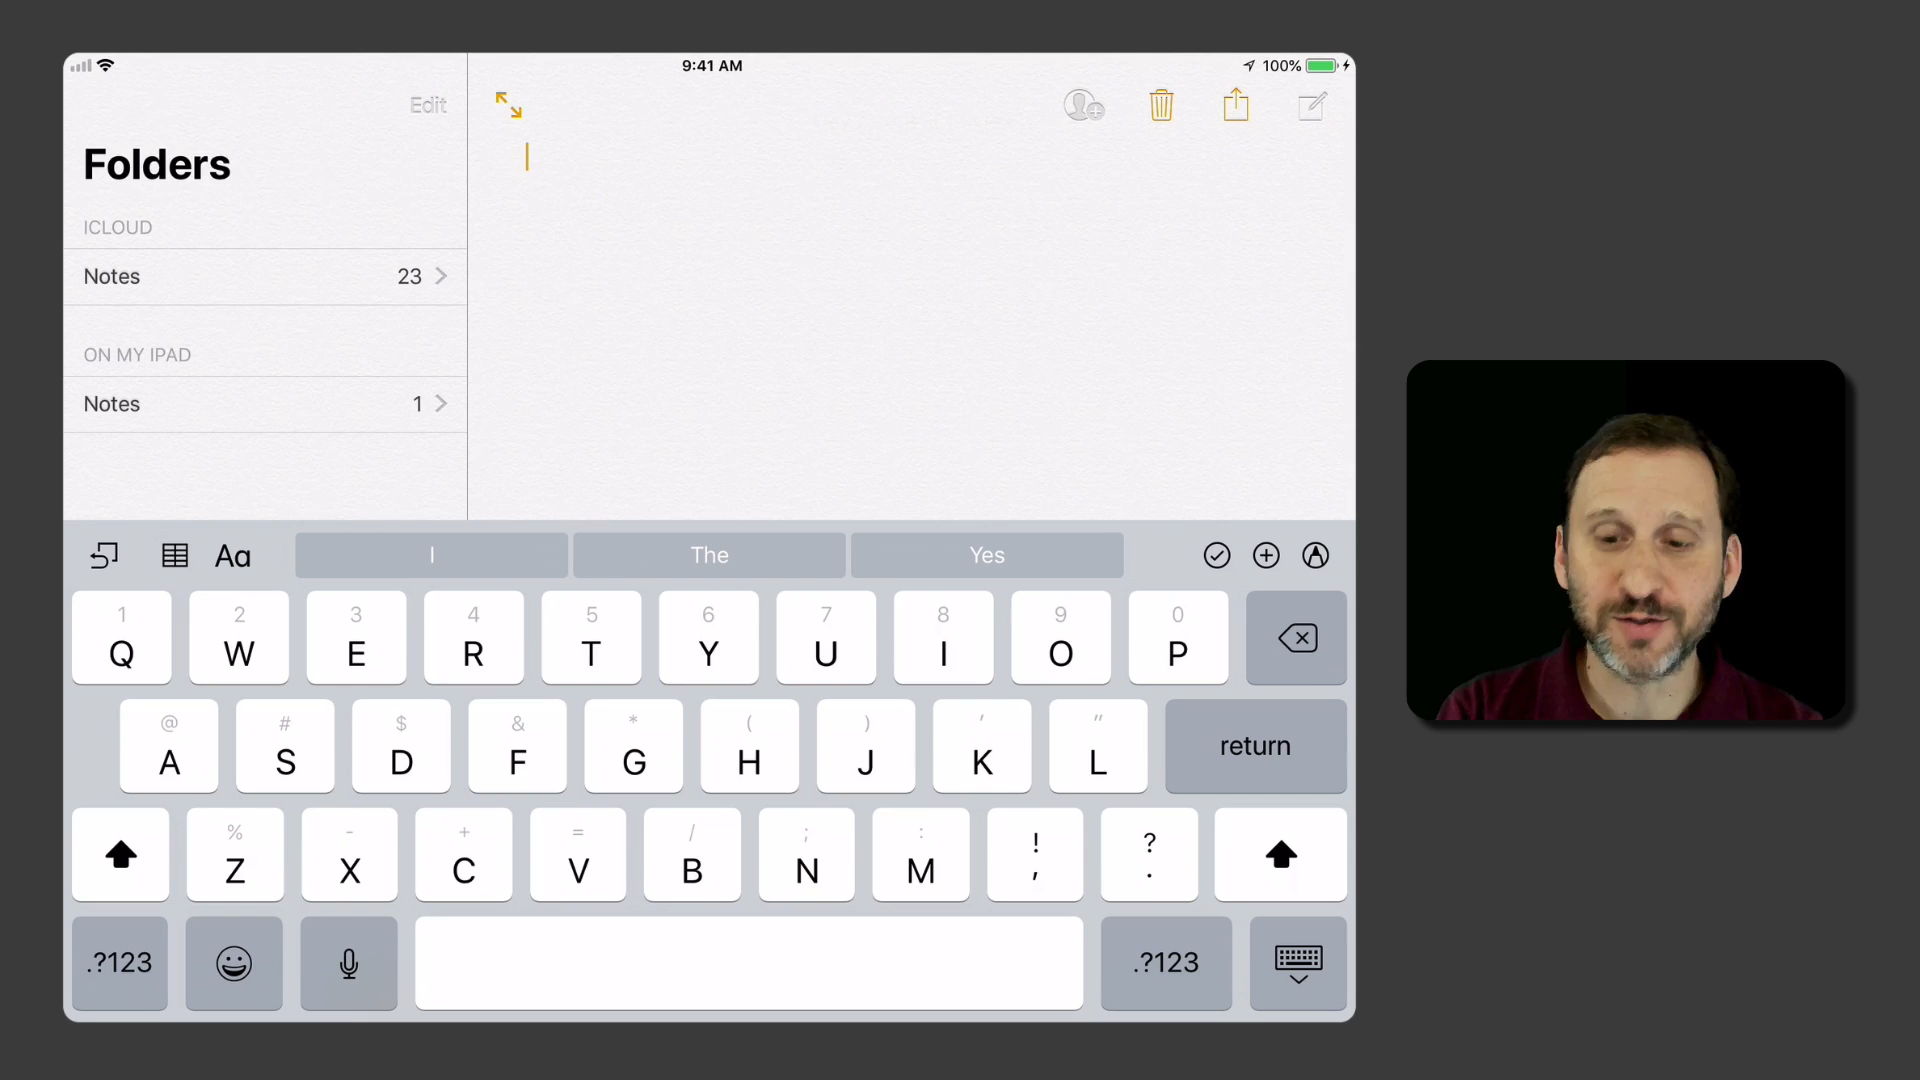 9:41 AM
100%
Edit
Folders
ICLOUD
Notes 23
ON MY IPAD
Notes 1
Aa I The Yes
1 2 3 4 5 6 7 8 9 0
Q W E R T Y U I O P
@ # $ & * ( ) ' "
A S D F G H J K L return
% - + = / ; : ! ?
Z X C V B N M , .
.?123 .?123